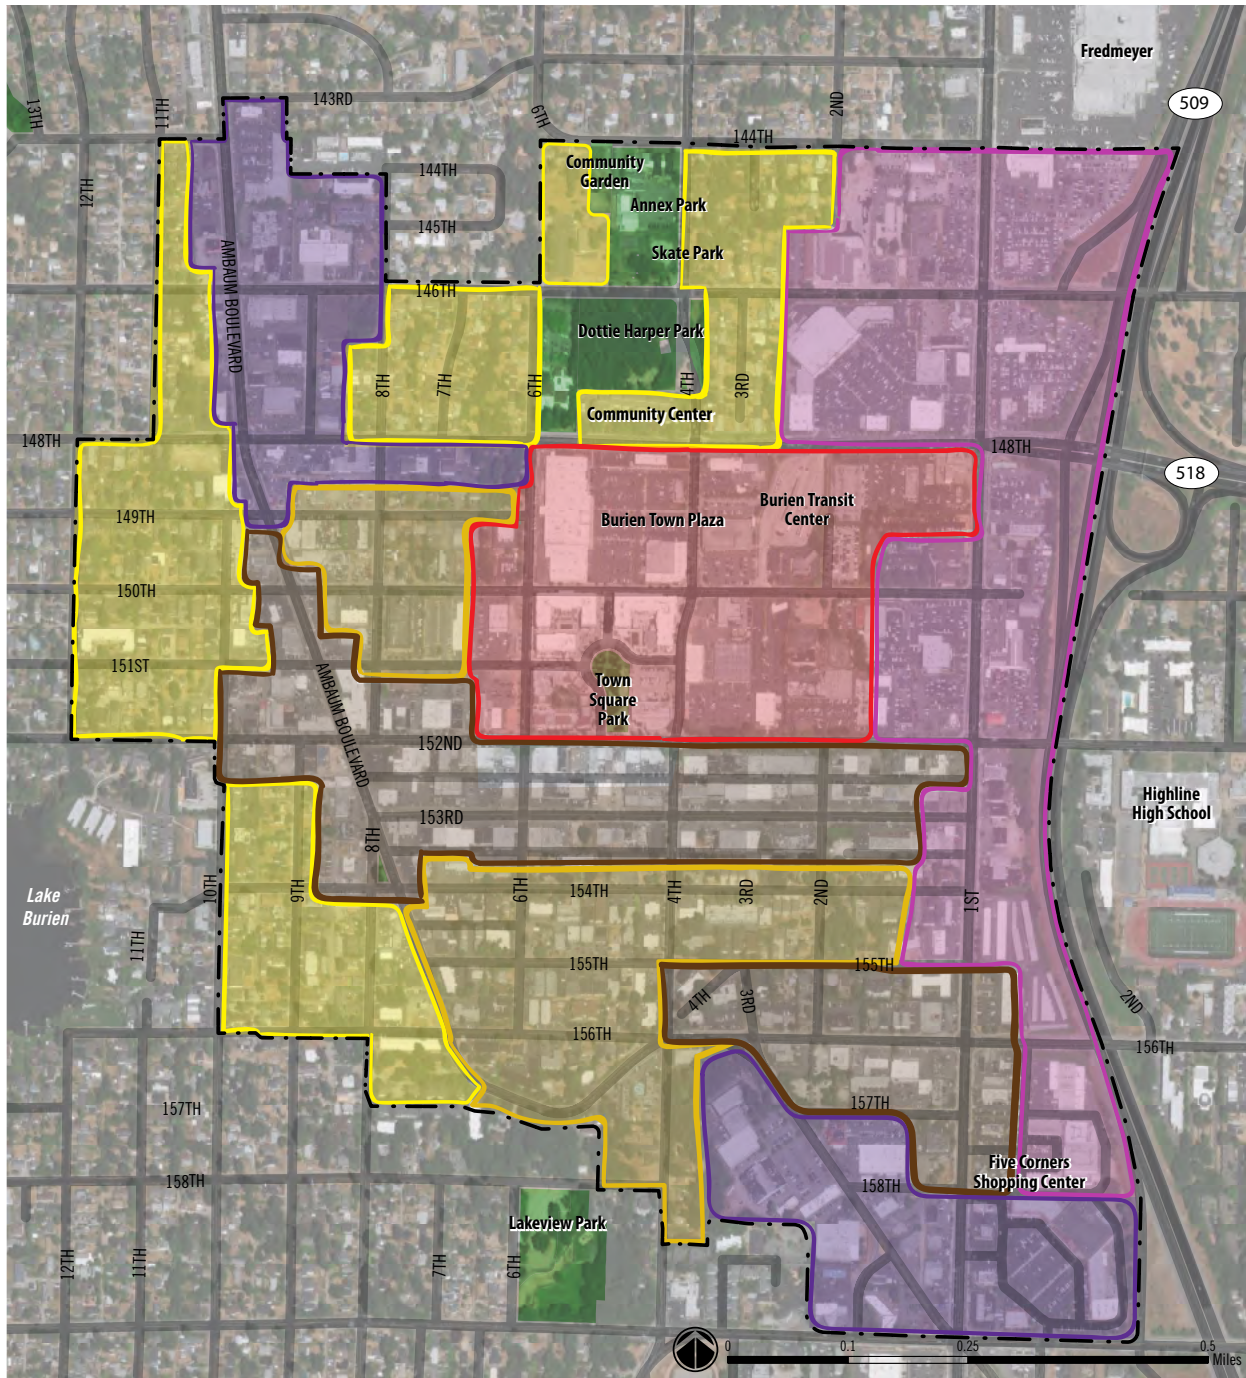 Fredmeyer
509
143RD
13TH
11TH
6TH
2ND
144TH
Community
Garden
144TH
12TH
Annex Park
145TH
Skate Park
AMBAUM BOULEVARD
146TH
Dottie Harper Park
8TH
7TH
6TH
4TH
3RD
Community Center
148TH
148TH
518
Burien Transit
Center
Burien Town Plaza
149TH
150TH
151ST
AMBAUM BOULEVARD
Town
Square
Park
152ND
Highline
High School
153RD
8TH
Lake
Burien
10TH
9TH
6TH
154TH
4TH
3RD
2ND
1ST
11TH
155TH
155TH
4TH
3RD
2ND
156TH
156TH
157TH
157TH
Five Corners
Shopping Center
158TH
158TH
Lakeview Park
12TH
11TH
7TH
6TH
0
0.1
0.25
0.5
Miles